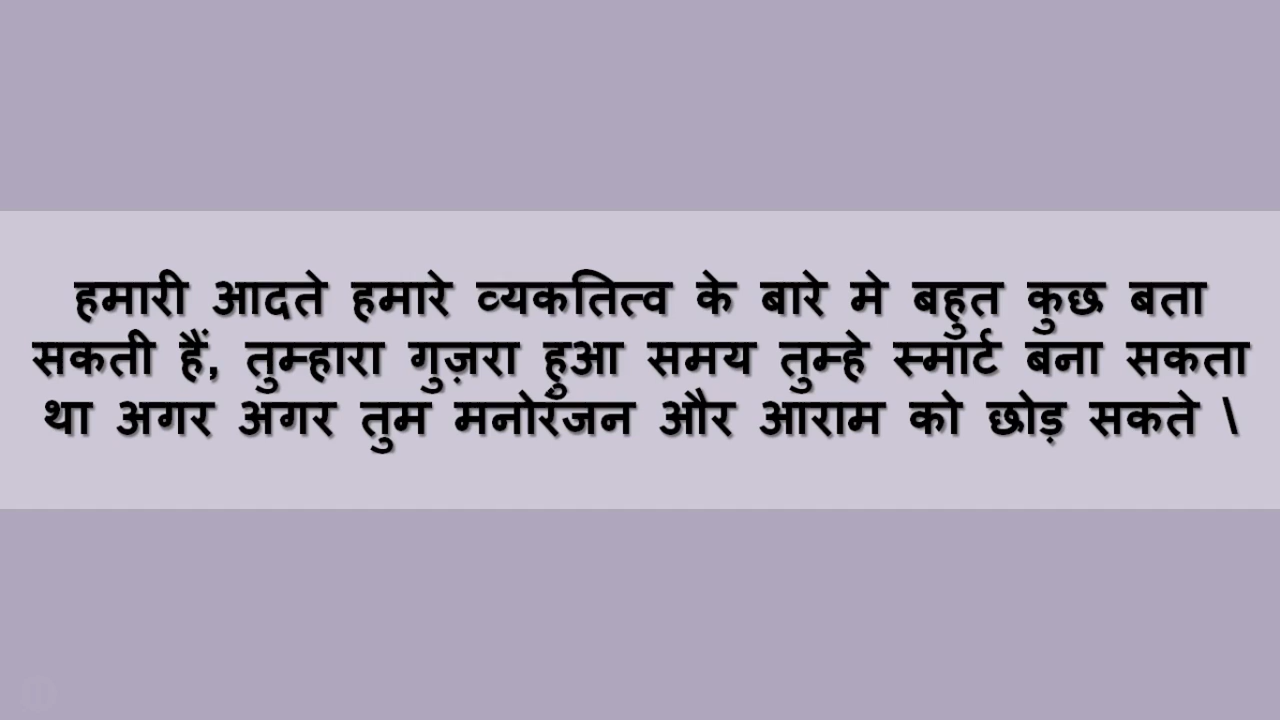 हमारी आदते हमारे व्यकतित्व के बारे मे बहुत कुछ बता
सकती हैं, तुम्हारा गुज़रा हुआ समय तुम्हे स्मार्ट बना सकता
था अगर अगर तुम मनोरंजन और आराम को छोड़ सकते \